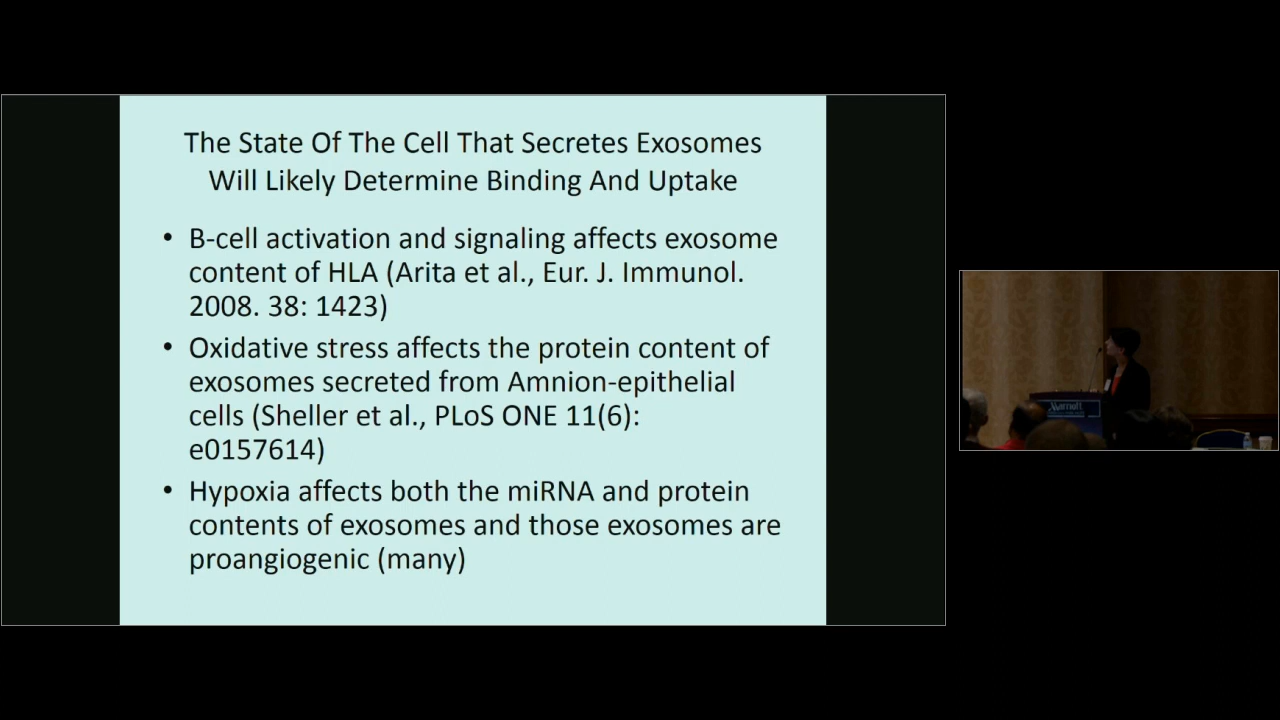 The State Of The Cell That Secretes Exosomes
Will Likely Determine Binding And Uptake
• B-cell activation and signaling affects exosome
content of HLA (Arita et al., Eur. J. Immunol.
2008. 38: 1423)
• Oxidative stress affects the protein content of
exosomes secreted from Amnion-epithelial
cells (Sheller et al., PLoS ONE 11(6):
e0157614)
• Hypoxia affects both the miRNA and protein
contents of exosomes and those exosomes are
proangiogenic (many)
Marriott